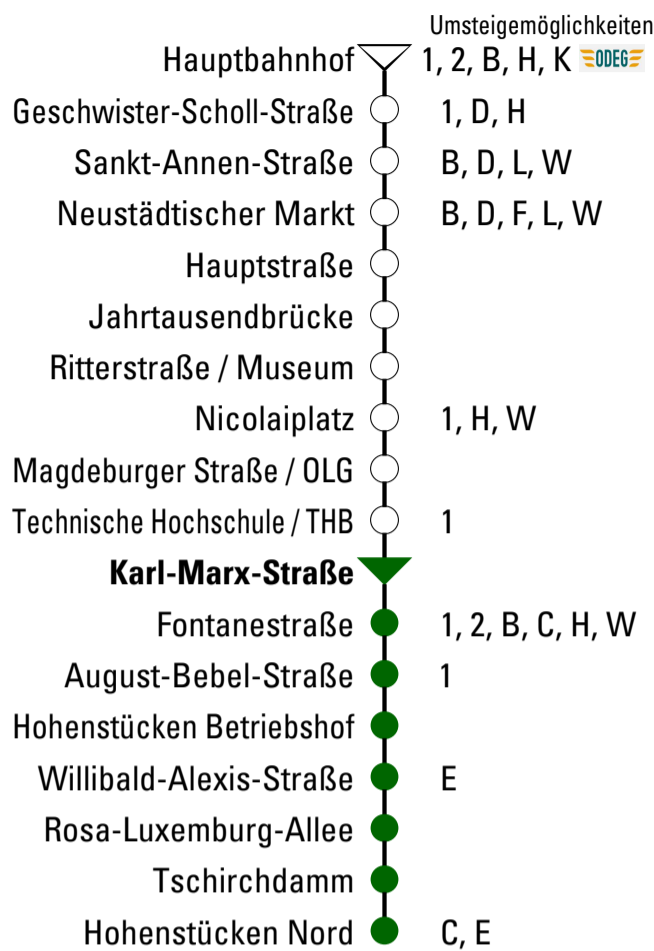 Umsteigemöglichkeiten
Hauptbahnhof 1, 2, B, H, K ODEG
Geschwister-Scholl-Straße 1, D, H
Sankt-Annen-Straße B, D, L, W
Neustädtischer Markt B, D, F, L, W
Hauptstraße
Jahrtausendbrücke
Ritterstraße / Museum
Nicolaiplatz 1, H, W
Magdeburger Straße / OLG
Technische Hochschule / THB 1
Karl-Marx-Straße
Fontanestraße 1, 2, B, C, H, W
August-Bebel-Straße 1
Hohenstücken Betriebshof
Willibald-Alexis-Straße E
Rosa-Luxemburg-Allee
Tschirchdamm
Hohenstücken Nord C, E